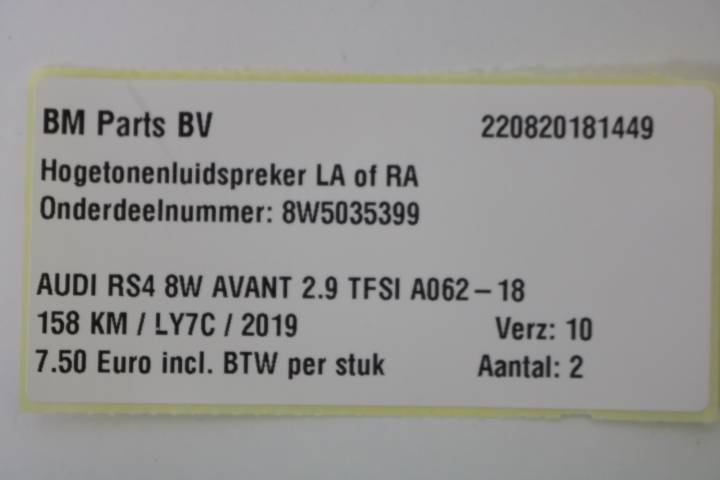 BM Parts BV 220820181449
Hogetonenluidspreker LA of RA
Onderdeelnummer: 8W5035399
AUDI RS4 8W AVANT 2.9 TFSI A062-18
158 KM / LY7C / 2019 Verz: 10
7.50 Euro incl. BTW per stuk Aantal: 2